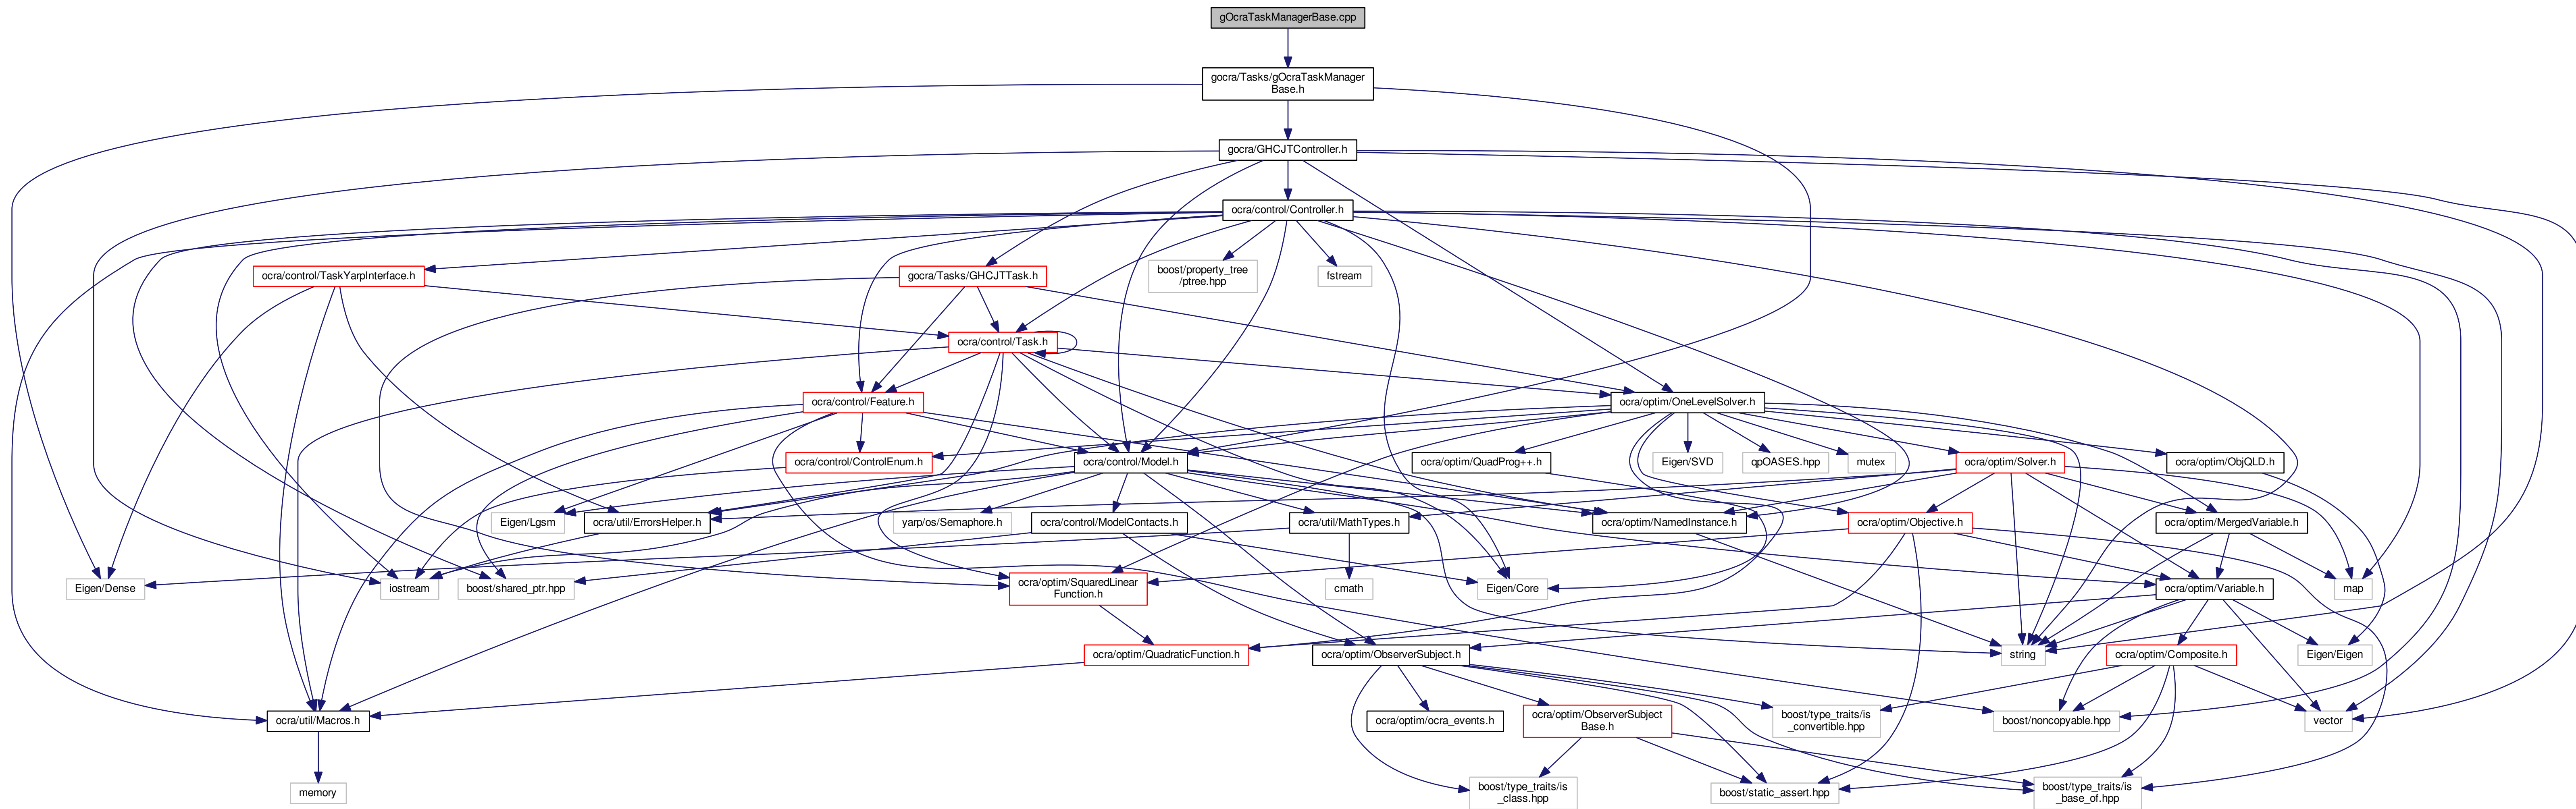 gOcraTaskManagerBase.cpp
gocra/Tasks/gOcraTaskManager
Base.h
gocra/GHCJTController.h
ocra/control/Controller.h
ocra/control/TaskYarpInterface.h
gocra/Tasks/GHCJTTask.h
boost/property_tree
/ptree.hpp
fstream
ocra/control/Task.h
ocra/control/Feature.h
ocra/optim/OneLevelSolver.h
ocra/control/ControlEnum.h
ocra/control/Model.h
ocra/optim/QuadProg++.h
Eigen/SVD
qpOASES.hpp
mutex
ocra/optim/Solver.h
ocra/optim/ObjQLD.h
Eigen/Lgsm
ocra/util/ErrorsHelper.h
yarp/os/Semaphore.h
ocra/control/ModelContacts.h
ocra/util/MathTypes.h
ocra/optim/NamedInstance.h
ocra/optim/Objective.h
ocra/optim/MergedVariable.h
Eigen/Dense
iostream
boost/shared_ptr.hpp
ocra/optim/SquaredLinear
Function.h
cmath
Eigen/Core
ocra/optim/Variable.h
map
ocra/optim/QuadraticFunction.h
ocra/optim/ObserverSubject.h
string
ocra/optim/Composite.h
Eigen/Eigen
ocra/util/Macros.h
ocra/optim/ocra_events.h
ocra/optim/ObserverSubject
Base.h
boost/type_traits/is
_convertible.hpp
boost/noncopyable.hpp
vector
memory
boost/type_traits/is
_class.hpp
boost/static_assert.hpp
boost/type_traits/is
_base_of.hpp